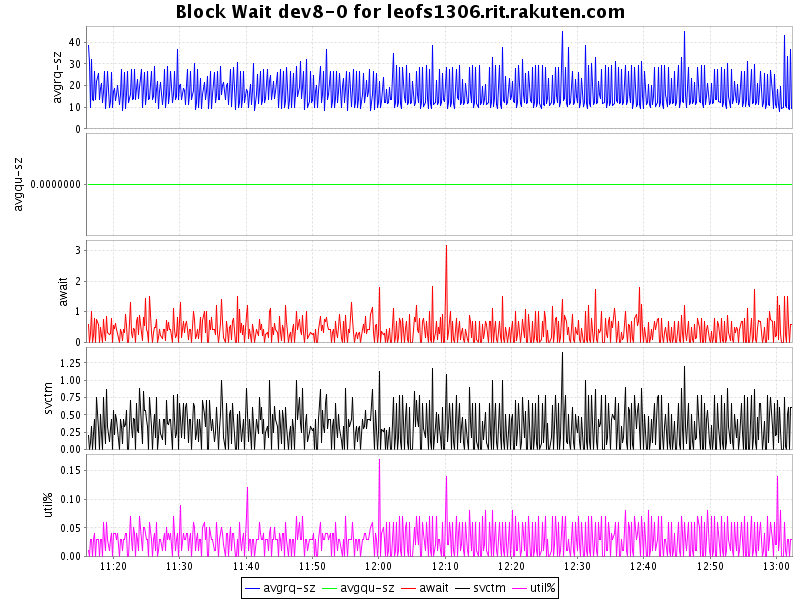 Block Wait dev8-0 for leofs1306.rit.rakuten.com
avgrq-sz
40
30
20
10
0
avgqu-sz
0.0000000
await
3
2
1
0
svctm
1.25
1.00
0.75
0.50
0.25
0.00
util%
0.15
0.10
0.05
0.00
11:20 11:30 11:40 11:50 12:00 12:10 12:20 12:30 12:40 12:50 13:00
avgrq-sz avgqu-sz await svctm util%